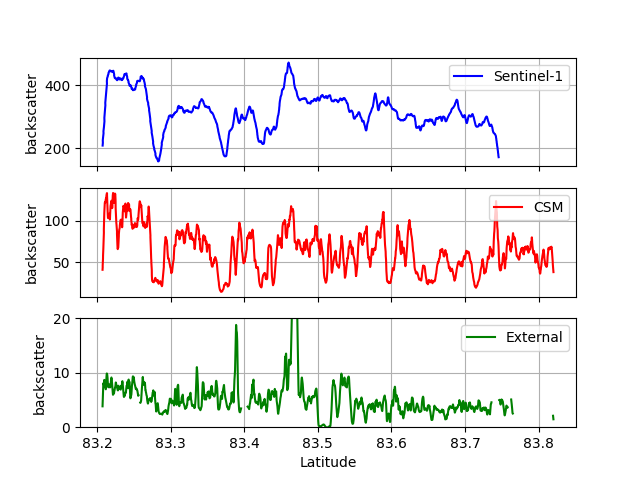 400
200
backscatter
Sentinel-1
100
50
backscatter
CSM
20
10
0
backscatter
External
83.2 83.3 83.4 83.5 83.6 83.7 83.8
Latitude